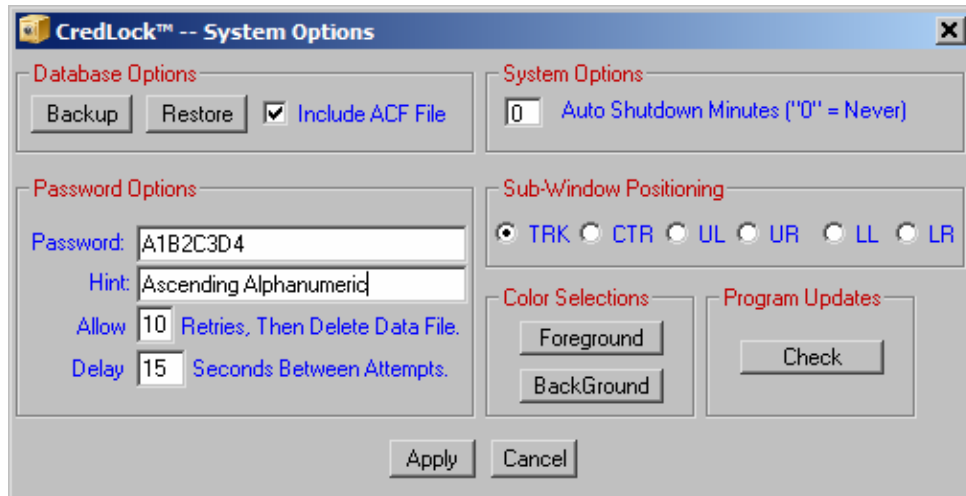 CredLock™ -- System Options
Database Options
Backup Restore Include ACF File
System Options
0 Auto Shutdown Minutes ("0" = Never)
Password Options
Password: A1B2C3D4
Hint: Ascending Alphanumeric
Allow 10 Retries, Then Delete Data File.
Delay 15 Seconds Between Attempts.
Sub-Window Positioning
TRK CTR UL UR LL LR
Color Selections
Foreground
BackGround
Program Updates
Check
Apply Cancel